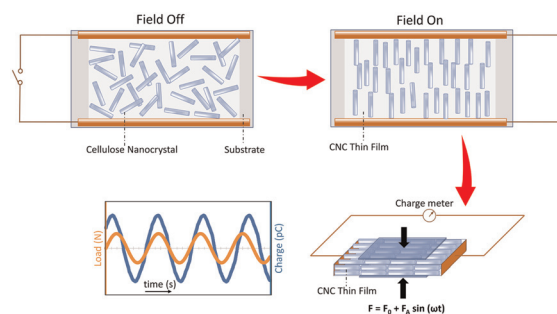 Field Off
Field On
Cellulose Nanocrystal
Substrate
CNC Thin Film
Charge meter
Load (N)
Charge (pC)
time (s)
CNC Thin Film
F = F₀ + Fₐ sin (ωt)